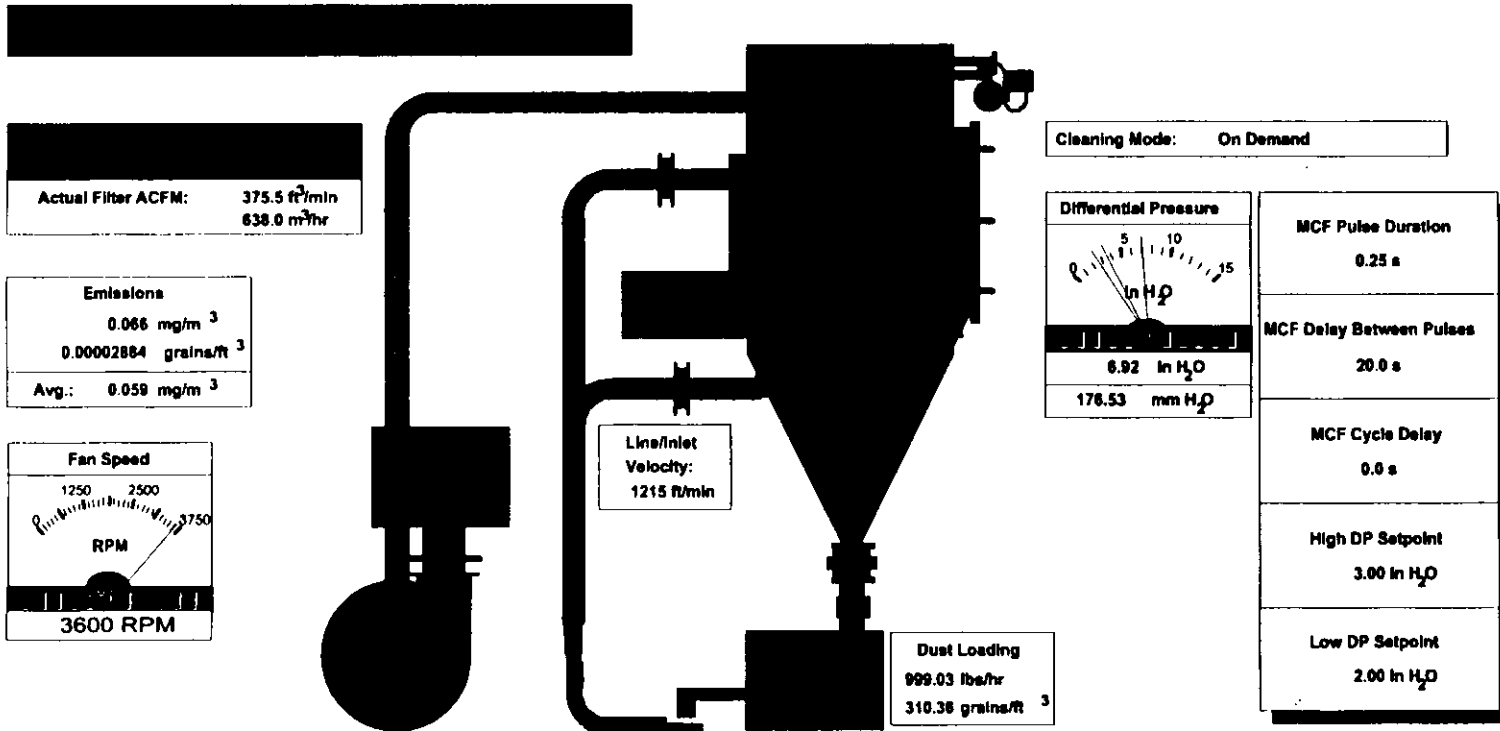 Cleaning Mode: On Demand
Actual Filter ACFM: 375.5 ft³/min
638.0 m³/hr
Emissions
0.066 mg/m 3
0.00002884 grains/ft 3
Avg.: 0.059 mg/m 3
Fan Speed
0 1250 2500 3750
RPM
3600 RPM
Line/Inlet
Velocity:
1215 ft/min
Dust Loading
999.03 lbs/hr
310.36 grains/ft 3
Differential Pressure
0 5 10 15
In H2O
6.92 In H2O
176.53 mm H2O
MCF Pulse Duration
0.25 s
MCF Delay Between Pulses
20.0 s
MCF Cycle Delay
0.0 s
High DP Setpoint
3.00 In H2O
Low DP Setpoint
2.00 In H2O